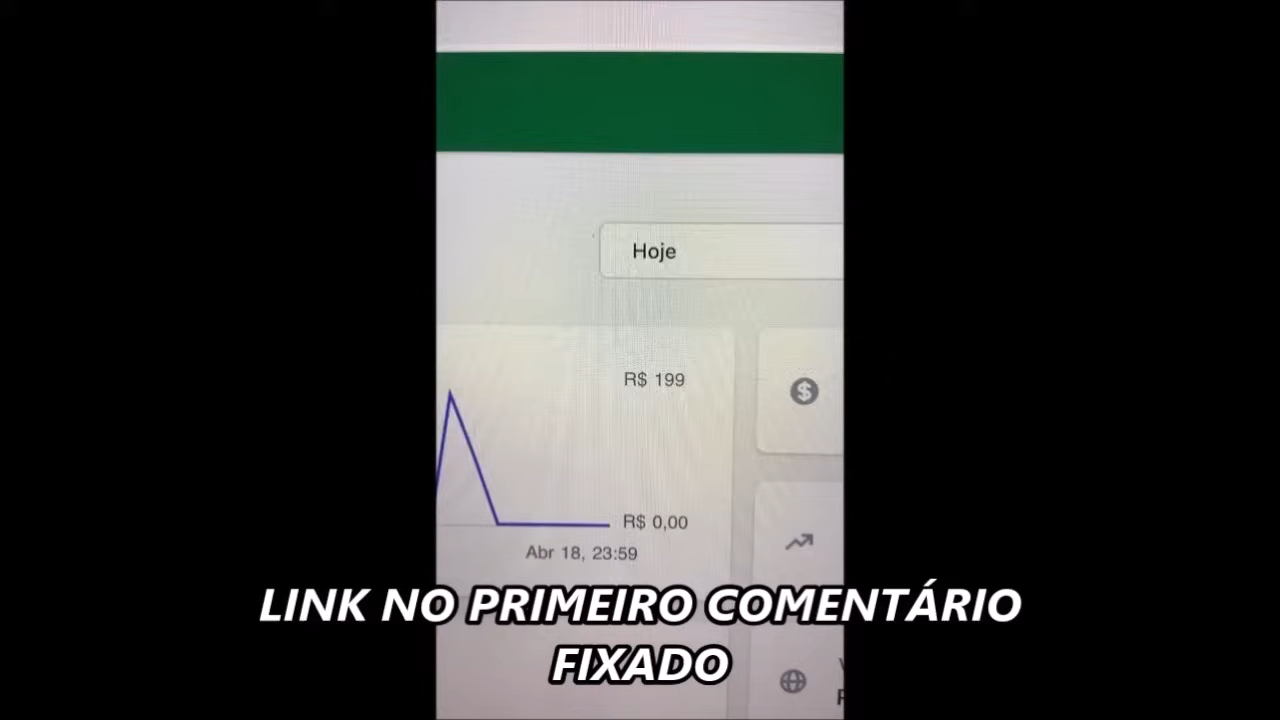 Hoje
R$ 199
R$ 0,00
Abr 18, 23:59
LINK NO PRIMEIRO COMENTÁRIO
FIXADO